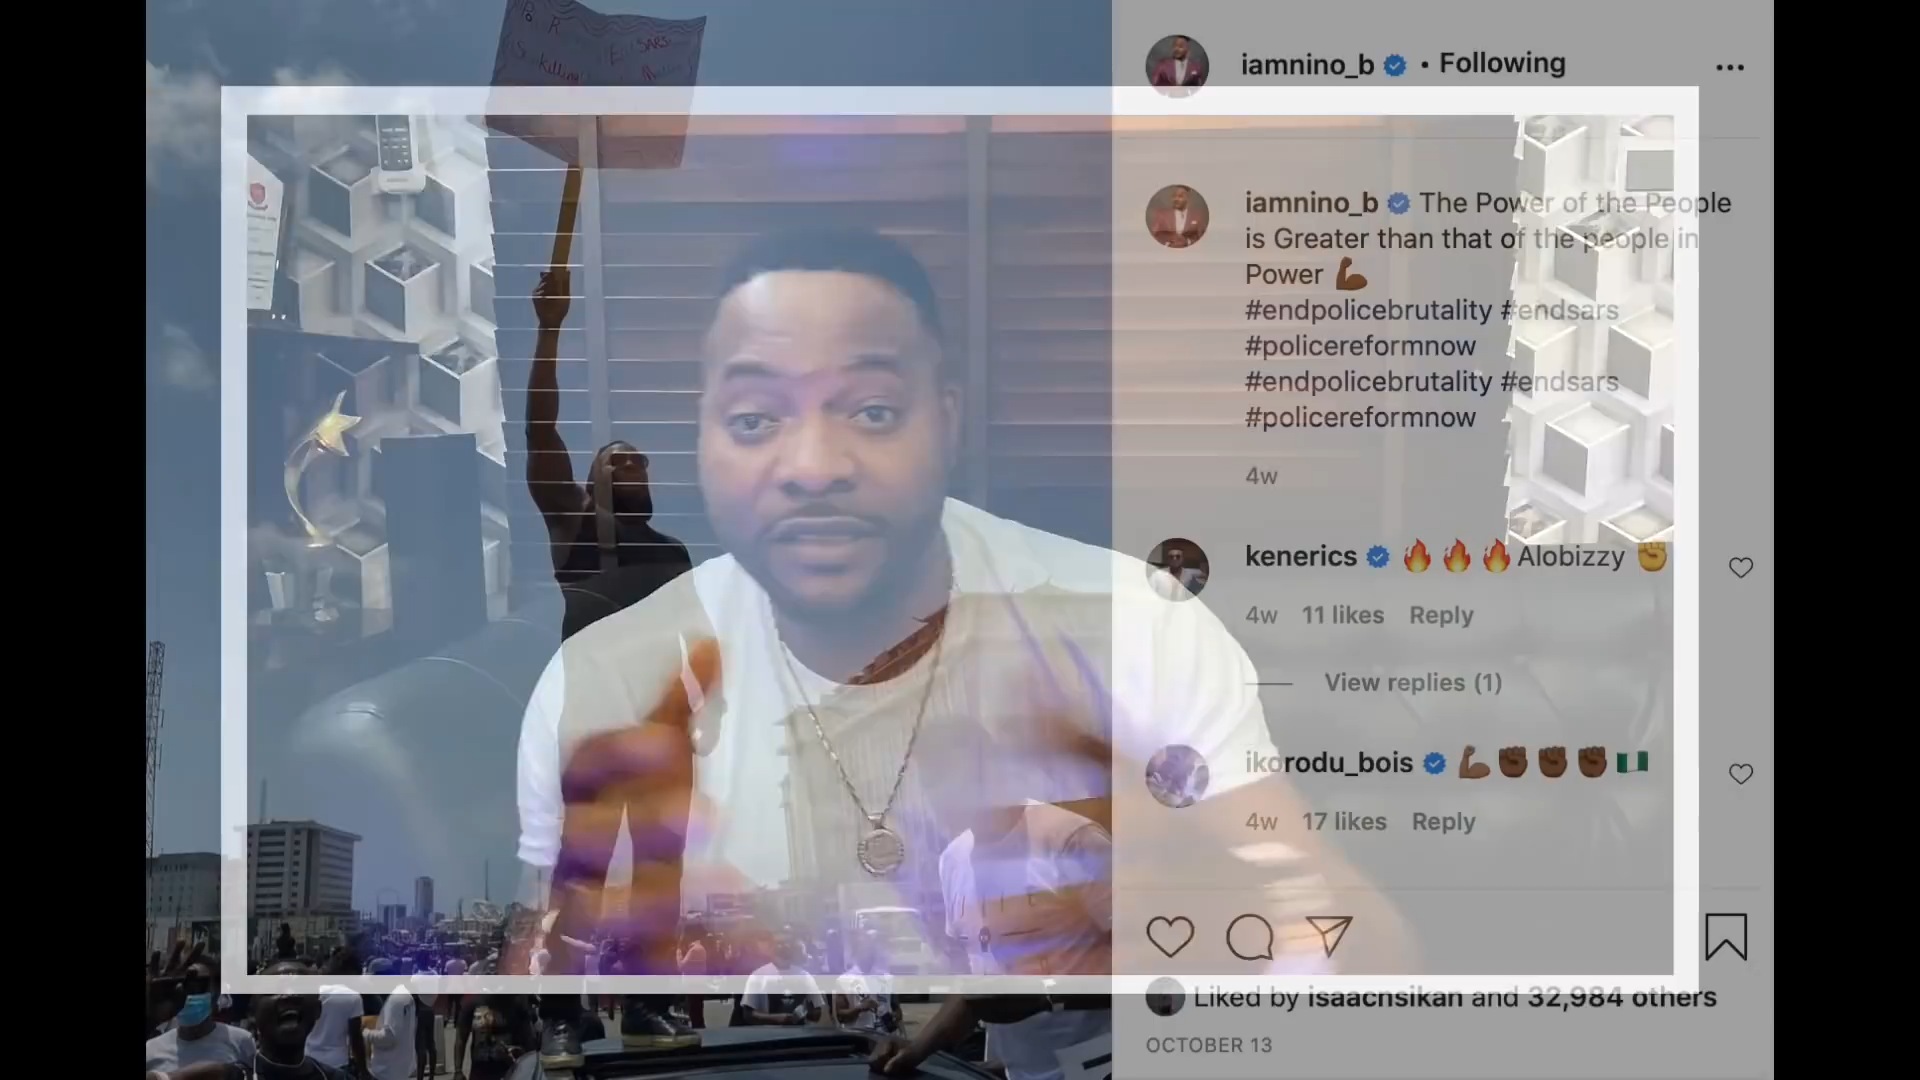 iamnino_b • Following
iamnino_b The Power of the People
is Greater than that of the people in
Power 💪🏾
#endpolicebrutality #endsars
#policereformnow
#endpolicebrutality #endsars
#policereformnow
4w
kenerics 🔥🔥🔥Alobizzy ✊
4w 11 likes Reply
View replies (1)
ikorodu_bois 💪🏾✊🏿✊🏿✊🏿🇳🇬
4w 17 likes Reply
Liked by isaacnsikan and 32,984 others
OCTOBER 13